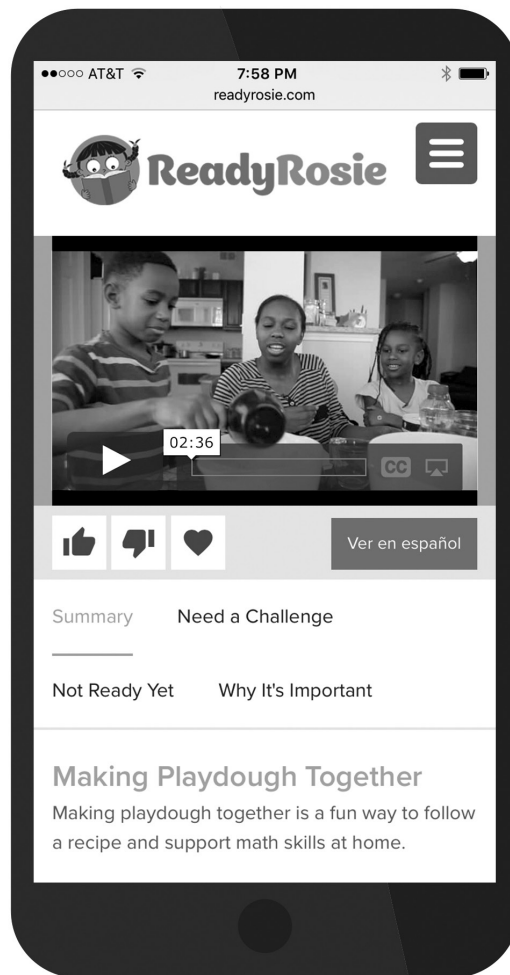 AT&T 7:58 PM
readyrosie.com
ReadyRosie
02:36
CC
Ver en español
Summary Need a Challenge
Not Ready Yet Why It's Important
Making Playdough Together
Making playdough together is a fun way to follow
a recipe and support math skills at home.